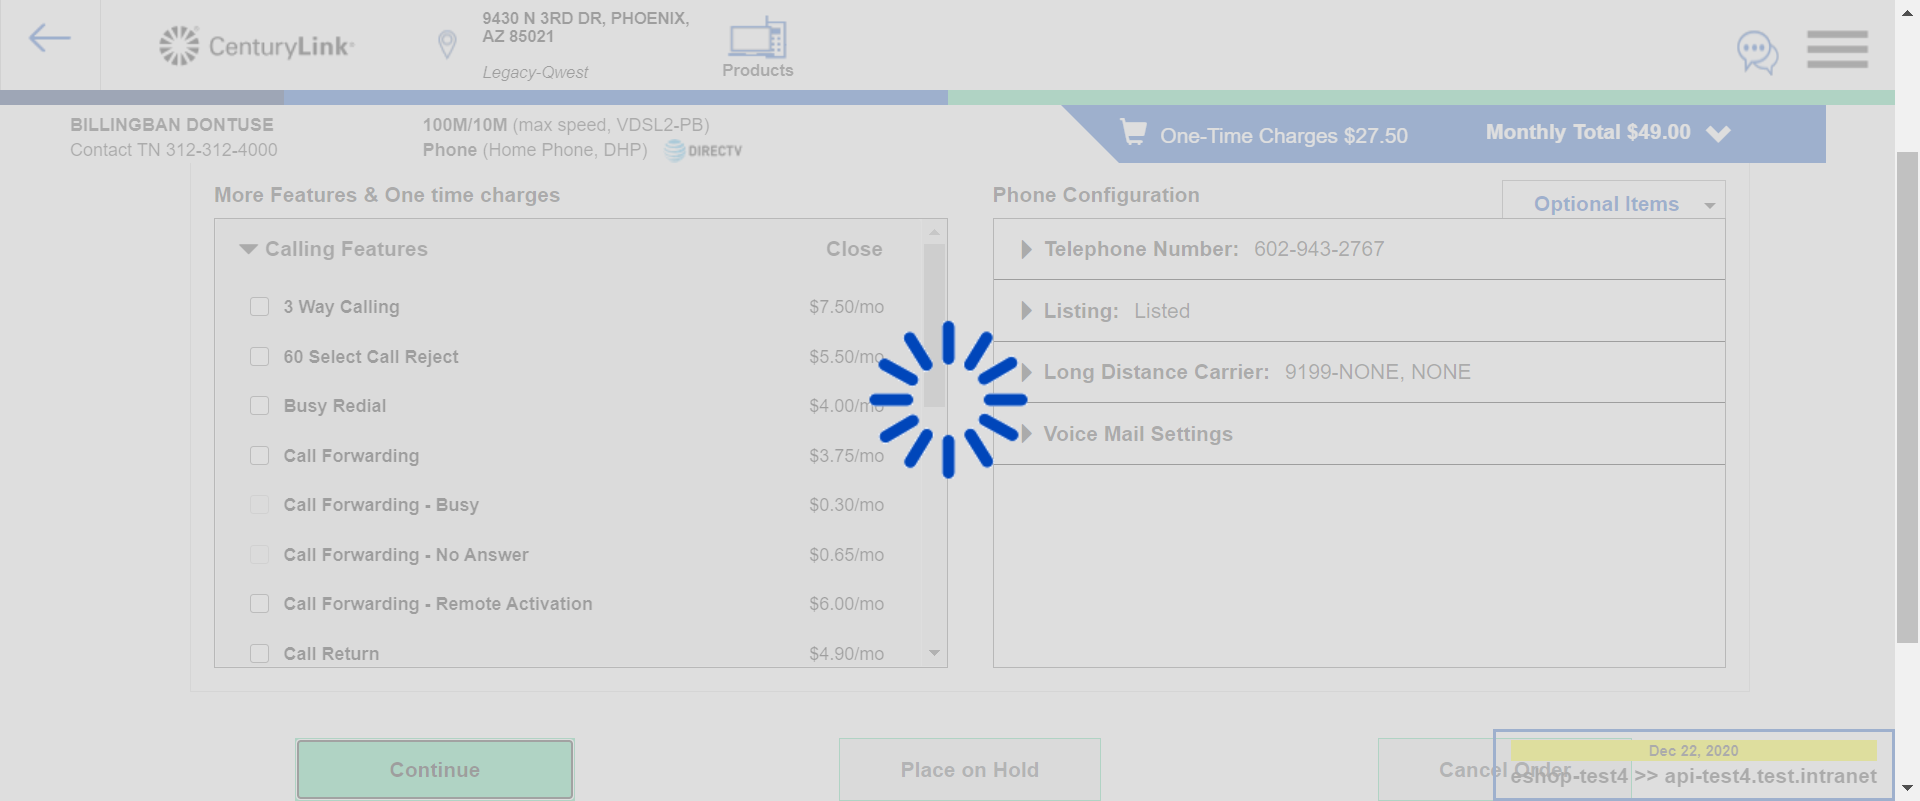 CenturyLink®
9430 N 3RD DR, PHOENIX,
AZ 85021
Legacy-Qwest
Products
BILLINGBAN DONTUSE
Contact TN 312-312-4000
100M/10M (max speed, VDSL2-PB)
Phone (Home Phone, DHP) DIRECTV
One-Time Charges $27.50
Monthly Total $49.00
More Features & One time charges
Calling Features Close
3 Way Calling $7.50/mo
60 Select Call Reject $5.50/mo
Busy Redial $4.00/mo
Call Forwarding $3.75/mo
Call Forwarding - Busy $0.30/mo
Call Forwarding - No Answer $0.65/mo
Call Forwarding - Remote Activation $6.00/mo
Call Return $4.90/mo
Phone Configuration
Optional Items
Telephone Number: 602-943-2767
Listing: Listed
Long Distance Carrier: 9199-NONE, NONE
Voice Mail Settings
Continue
Place on Hold
Cancel Order
Dec 22, 2020
eshop-test4 >> api-test4.test.intranet